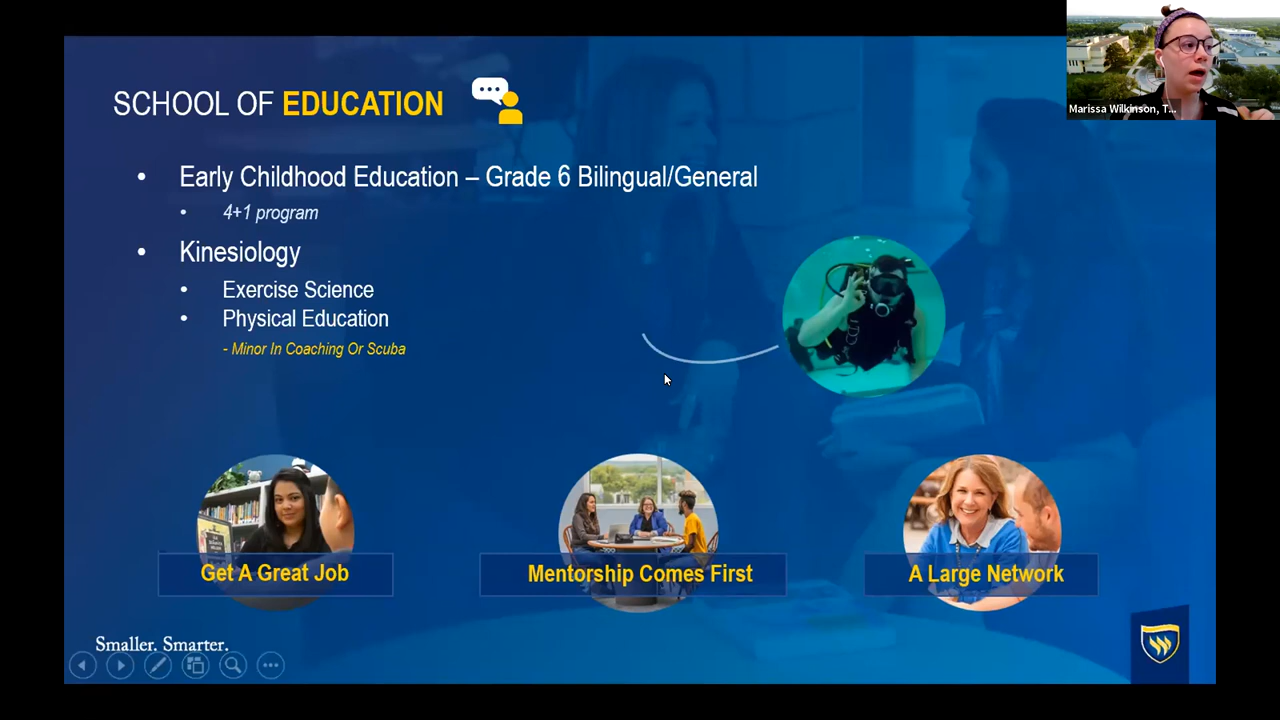 Marissa Wilkinson, T...
SCHOOL OF EDUCATION
• Early Childhood Education – Grade 6 Bilingual/General
• 4+1 program
• Kinesiology
• Exercise Science
• Physical Education
- Minor In Coaching Or Scuba
Get A Great Job
Mentorship Comes First
A Large Network
Smaller. Smarter.